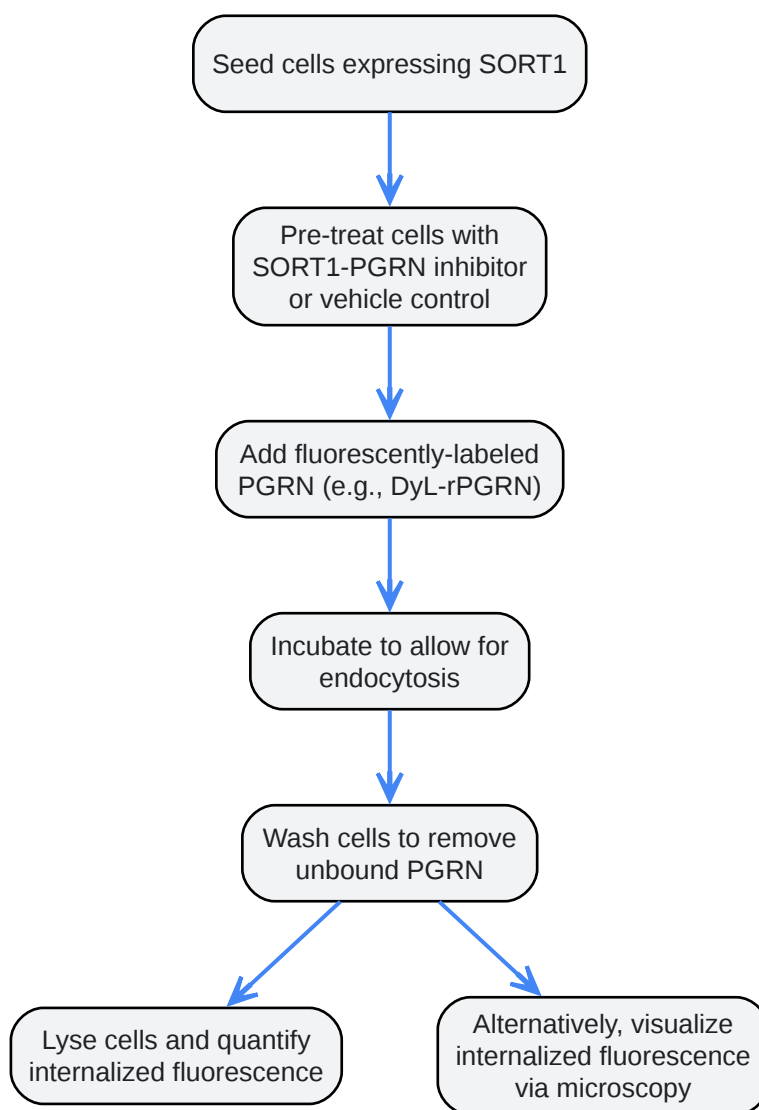 Seed cells expressing SORT1
Pre-treat cells with
SORT1-PGRN inhibitor
or vehicle control
Add fluorescently-labeled
PGRN (e.g., DyL-rPGRN)
Incubate to allow for
endocytosis
Wash cells to remove
unbound PGRN
Lyse cells and quantify
internalized fluorescence
Alternatively, visualize
internalized fluorescence
via microscopy